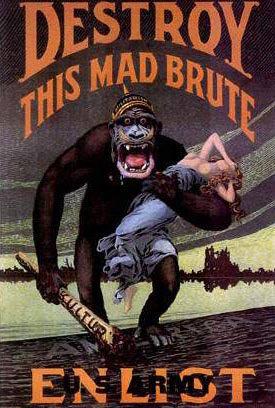 DESTROY
THIS MAD BRUTE
KULTUR
ENLIST
U.S. ARMY